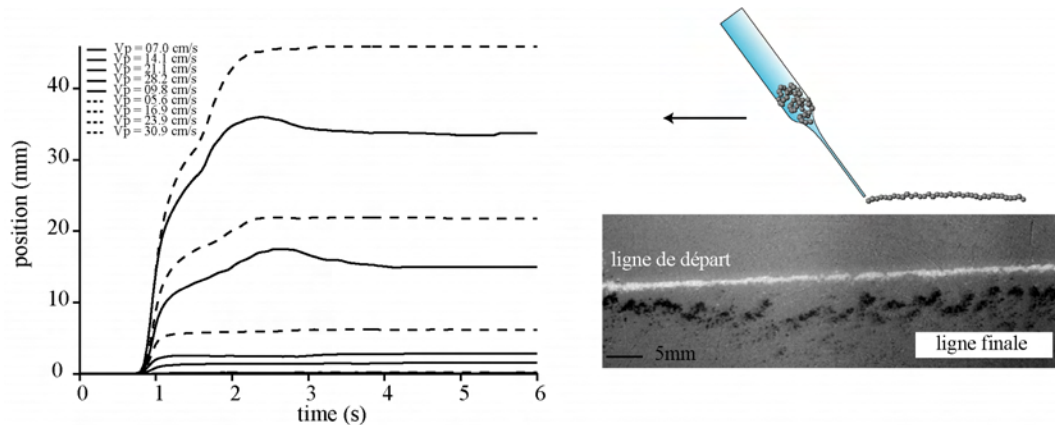 Vp = 07.0 cm/s
Vp = 14.1 cm/s
Vp = 21.1 cm/s
Vp = 28.2 cm/s
Vp = 09.8 cm/s
Vp = 05.6 cm/s
Vp = 16.9 cm/s
Vp = 23.9 cm/s
Vp = 30.9 cm/s
40
30
20
10
0
position (mm)
0 1 2 3 4 5 6
time (s)
ligne de départ
5mm
ligne finale